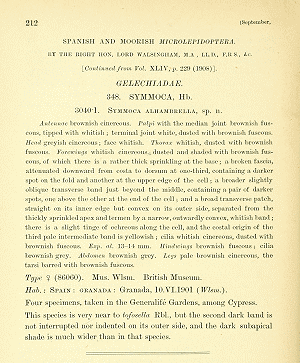 212 [September,
SPANISH AND MOORISH MICROLEPIDOPTERA.
BY THE RIGHT HON. LORD WALSINGHAM, M.A., LL.D., F.R.S., &c.
[Continued from Vol. XLIV, p. 229 (1908)].
GELECHIADAE.
348. SYMMOCA, Hb.
3040·1. SYMMOCA ALHAMBRELLA, sp. n.
Antennae brownish cinereous. Palpi with the median joint brownish fus-
cous, tipped with whitish; terminal joint white, dusted with brownish fuscous.
Head greyish cinereous; face whitish. Thorax whitish, dusted with brownish
fuscous. Forewings whitish cinereous, dusted and shaded with brownish fus-
cous, of which there is a rather thick sprinkling at the base; a broken fascia,
attenuated downward from costa to dorsum at one-third, containing a darker
spot on the fold and another at the upper edge of the cell; a broader slightly
oblique transverse band just beyond the middle, containing a pair of darker
spots, one above the other at the end of the cell; and a broad transverse patch,
straight on its inner edge but convex on its outer side, separated from the
thickly sprinkled apex and termen by a narrow, outwardly convex, whitish band;
there is a slight tinge of ochreous along the cell, and the costal origin of the
third pale intermediate band is yellowish; cilia whitish cinereous, dusted with
brownish fuscous. Exp. al. 13–14 mm. Hindwings brownish fuscous; cilia
brownish grey. Abdomen brownish grey. Legs pale brownish cinereous, the
tarsi barred with brownish fuscous.
Type ♀ (86060). Mus. Wlsm. British Museum.
Hab.: SPAIN: GRANADA: Granada, 10.VI.1901 (Wlsm.).
Four specimens, taken in the Generalifé Gardens, among Cypress.
This species is very near to tofosella Rbl., but the second dark band is
not interrupted nor indented on its outer side, and the dark subapical
shade is much wider than in that species.